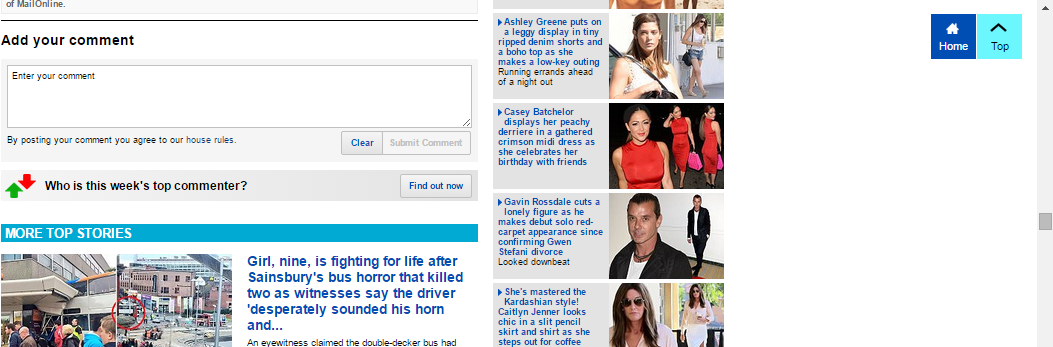 of MailOnline.
Add your comment
Enter your comment
By posting your comment you agree to our house rules.
Clear
Submit Comment
Who is this week's top commenter?
Find out now
MORE TOP STORIES
Girl, nine, is fighting for life after
Sainsbury's bus horror that killed
two as witnesses say the driver
'desperately sounded his horn
and...
An eyewitness claimed the double-decker bus had
Ashley Greene puts on
a leggy display in tiny
ripped denim shorts and
a boho top as she
makes a low-key outing
Running errands ahead
of a night out
Casey Batchelor
displays her peachy
derriere in a gathered
crimson midi dress as
she celebrates her
birthday with friends
Gavin Rossdale cuts a
lonely figure as he
makes debut solo red-
carpet appearance since
confirming Gwen
Stefani divorce
Looked downbeat
She's mastered the
Kardashian style!
Caitlyn Jenner looks
chic in a slit pencil
skirt and shirt as she
steps out for coffee
Home
Top